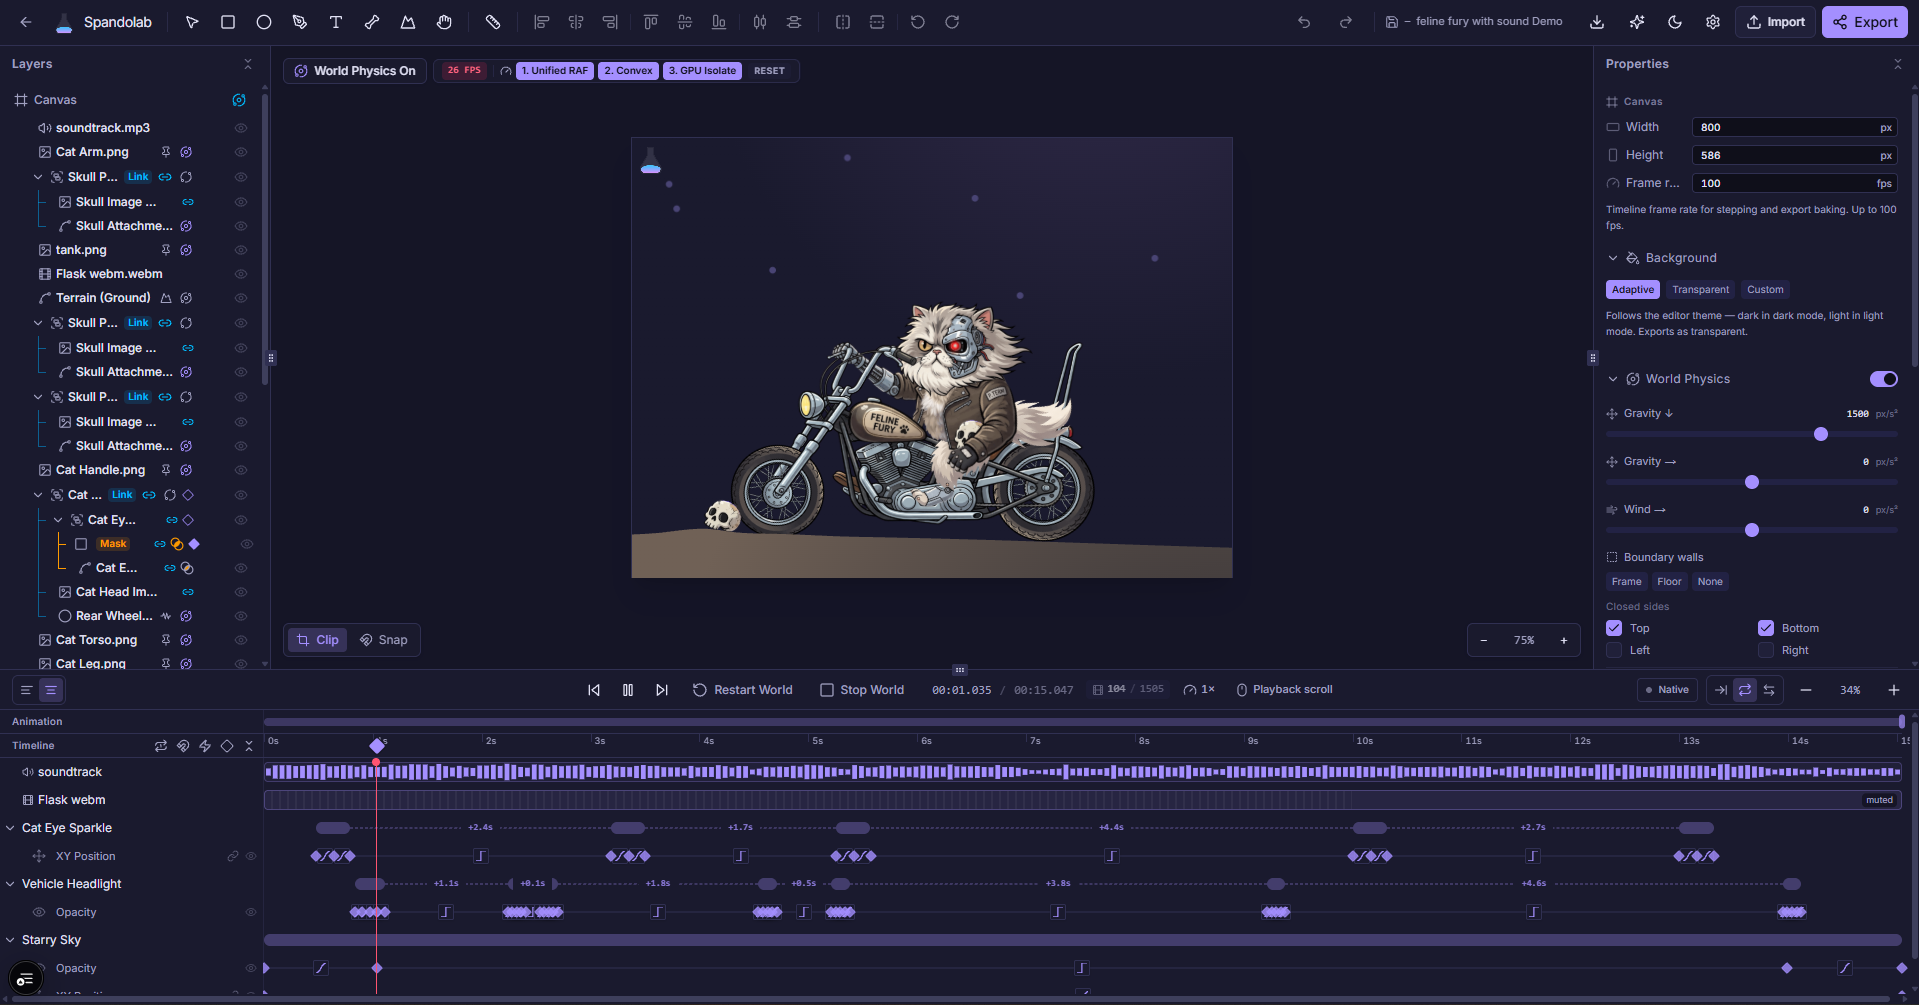 Spandolab
– feline fury with sound Demo
Import
Export
Layers
Canvas
soundtrack.mp3
Cat Arm.png
Skull P... Link
Skull Image ...
Skull Attachme...
tank.png
Flask webm.webm
Terrain (Ground)
Skull P... Link
Skull Image ...
Skull Attachme...
Skull P... Link
Skull Image ...
Skull Attachme...
Cat Handle.png
Cat ... Link
Cat Ey...
Mask
Cat E...
Cat Head Im...
Rear Wheel...
Cat Torso.png
Cat Leg.png
World Physics On
26 FPS 1. Unified RAF 2. Convex 3. GPU Isolate RESET
FELINE
FURY
Clip Snap
− 75% +
Properties
Canvas
Width 800 px
Height 586 px
Frame r... 100 fps
Timeline frame rate for stepping and export baking. Up to 100
fps.
Background
Adaptive Transparent Custom
Follows the editor theme — dark in dark mode, light in light
mode. Exports as transparent.
World Physics
Gravity ↓ 1500 px/s²
Gravity → 0 px/s²
Wind → 0 px/s²
Boundary walls
Frame Floor None
Closed sides
Top Bottom
Left Right
Restart World Stop World 00:01.035 / 00:15.047 104 / 1505 1× Playback scroll
Native
− 34% +
Animation
Timeline
0s 2s 3s 4s 5s 6s 7s 8s 9s 10s 11s 12s 13s 14s
soundtrack
Flask webm muted
Cat Eye Sparkle +2.4s +1.7s +4.4s +2.7s
XY Position
Vehicle Headlight +1.1s +0.1s +1.8s +0.5s +3.8s +4.6s
Opacity
Starry Sky
Opacity